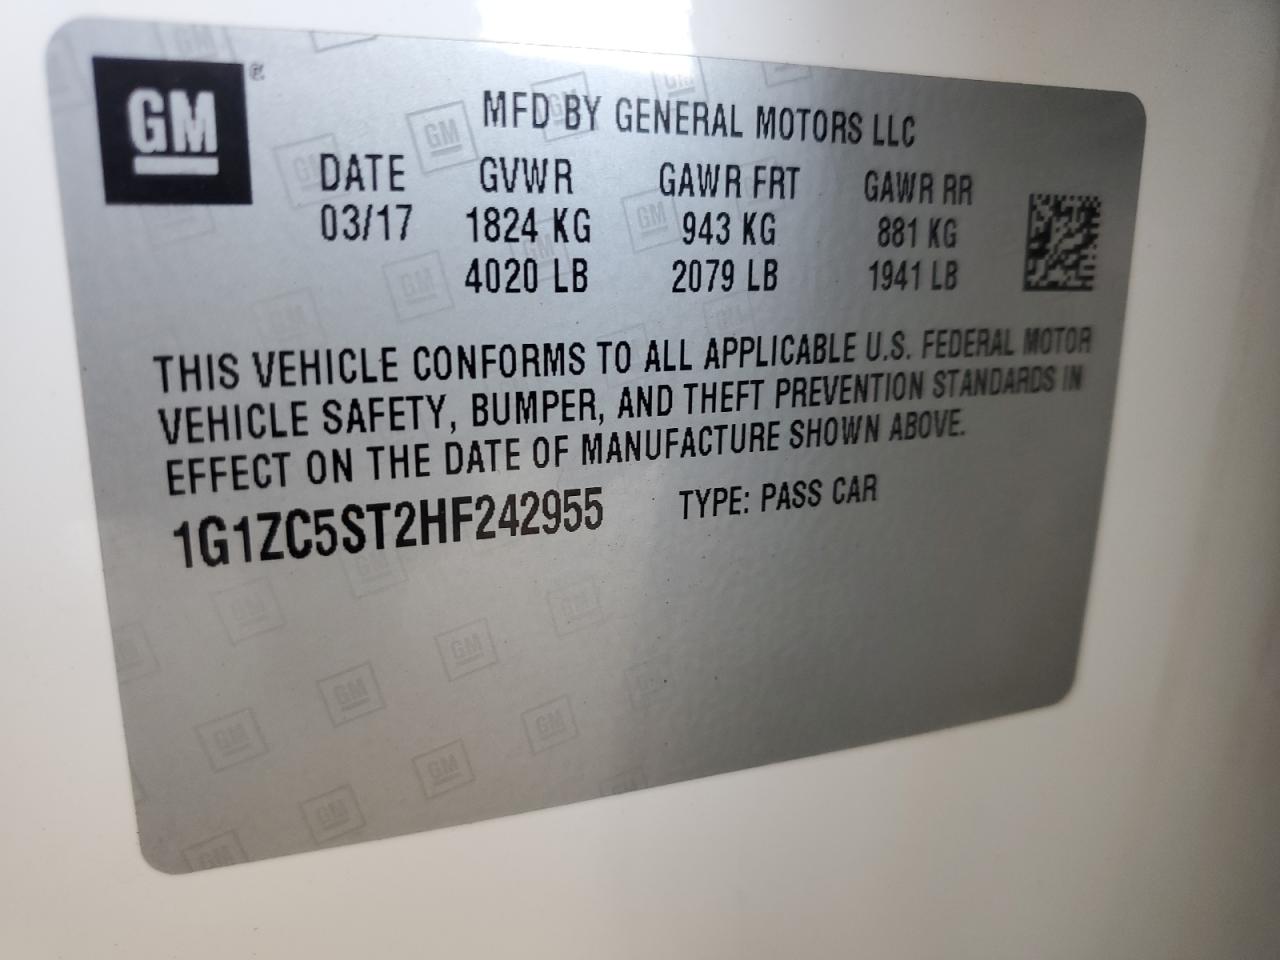 GM
MFD BY GENERAL MOTORS LLC
DATE GVWR GAWR FRT GAWR RR
03/17 1824 KG 943 KG 881 KG
4020 LB 2079 LB 1941 LB
THIS VEHICLE CONFORMS TO ALL APPLICABLE U.S. FEDERAL MOTOR
VEHICLE SAFETY, BUMPER, AND THEFT PREVENTION STANDARDS IN
EFFECT ON THE DATE OF MANUFACTURE SHOWN ABOVE.
1G1ZC5ST2HF242955 TYPE: PASS CAR